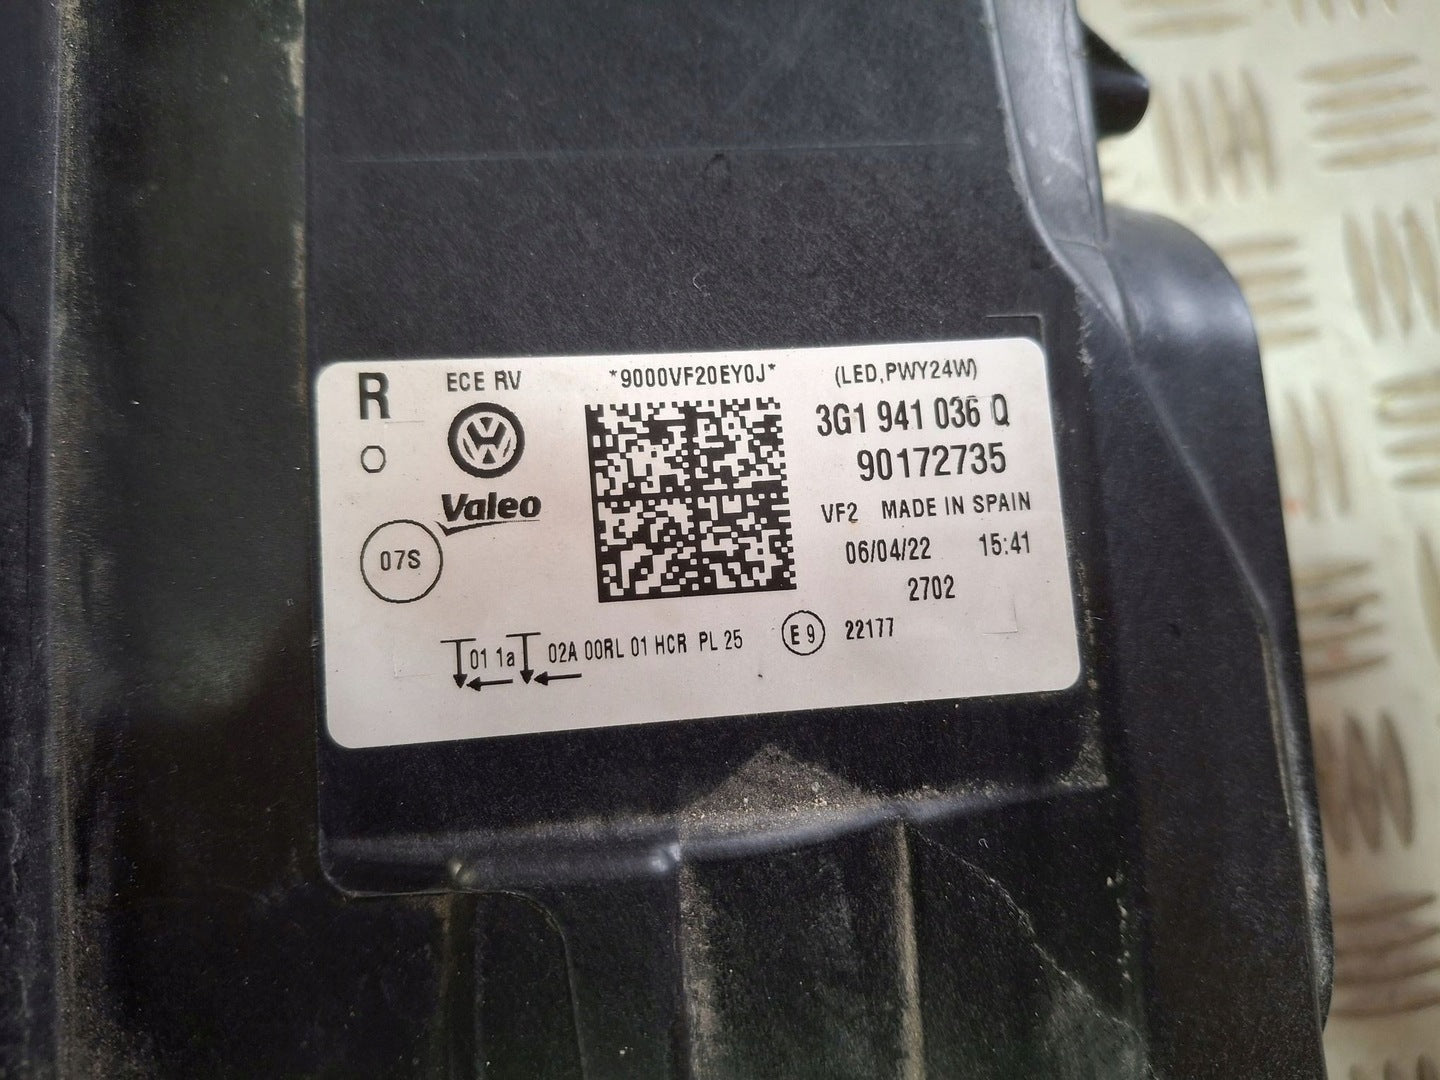 R
ECE RV
*9000VF20EY0J*
(LED,PWY24W)
3G1 941 036 Q
90172735
Valeo
VF2 MADE IN SPAIN
07S
06/04/22 15:41
2702
01 1a 02A 00RL 01 HCR PL 25
E9 22177